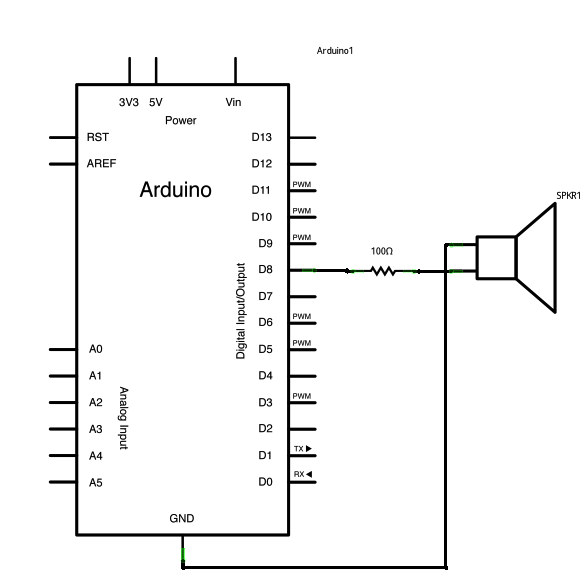 Arduino1
3V3 5V Vin
Power
RST
AREF
Arduino
D13
D12
D11 PWM
D10 PWM
D9 PWM
D8
D7
D6 PWM
D5 PWM
D4
D3 PWM
D2
D1 TX ▶
D0 RX ◀
Digital Input/Output
A0
A1
A2
A3
A4
A5
Analog Input
GND
100Ω
SPKR1